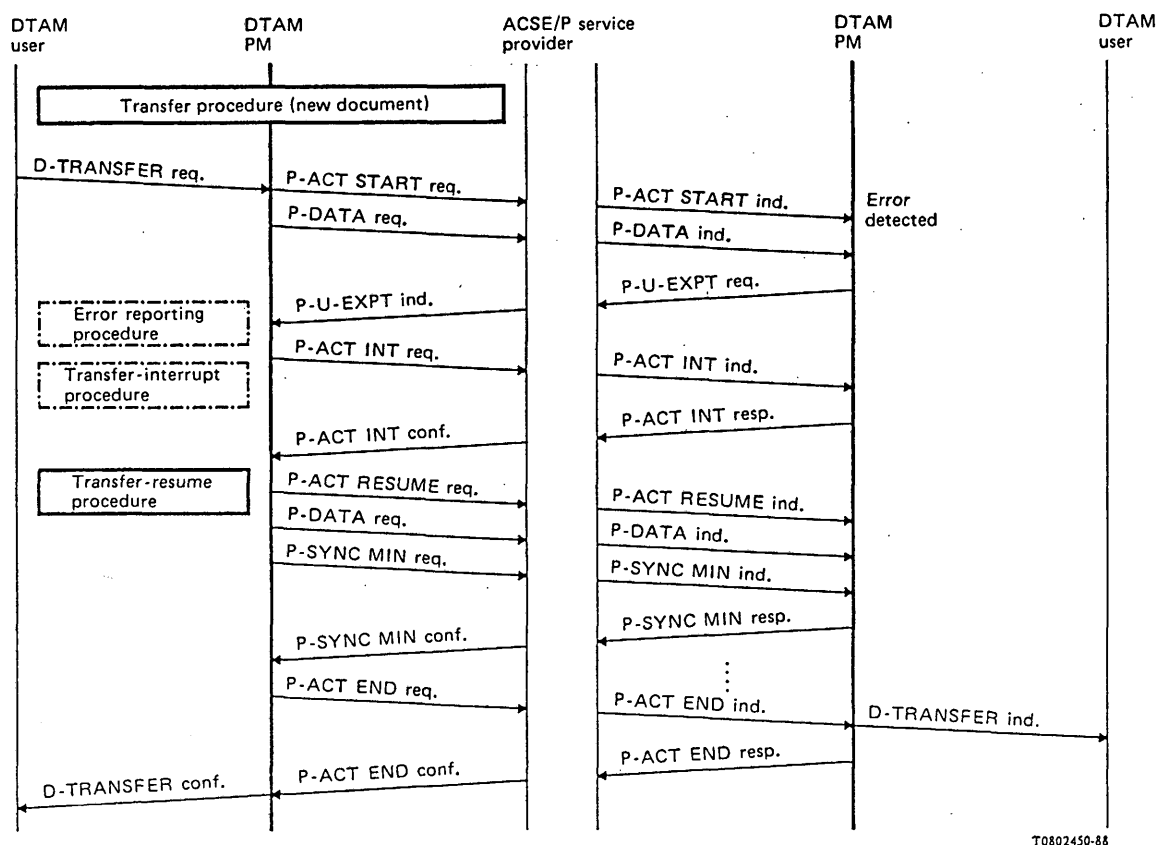 DTAM user
DTAM PM
ACSE/P service provider
DTAM PM
DTAM user
Transfer procedure (new document)
D-TRANSFER req.
P-ACT START req.
P-ACT START ind.
Error detected
P-DATA req.
P-DATA ind.
P-U-EXPT req.
P-U-EXPT ind.
Error reporting procedure
P-ACT INT req.
P-ACT INT ind.
Transfer-interrupt procedure
P-ACT INT resp.
P-ACT INT conf.
Transfer-resume procedure
P-ACT RESUME req.
P-ACT RESUME ind.
P-DATA req.
P-DATA ind.
P-SYNC MIN req.
P-SYNC MIN ind.
P-SYNC MIN resp.
P-SYNC MIN conf.
P-ACT END req.
P-ACT END ind.
D-TRANSFER ind.
P-ACT END resp.
P-ACT END conf.
D-TRANSFER conf.
T0802450-88